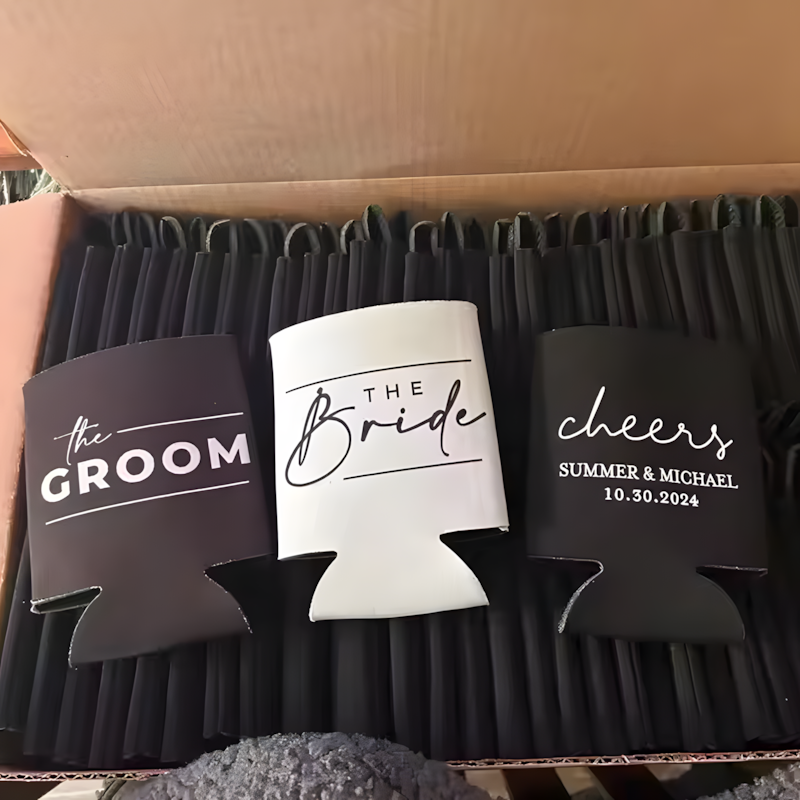 the
GROOM
THE
Bride
cheers
SUMMER & MICHAEL
10.30.2024